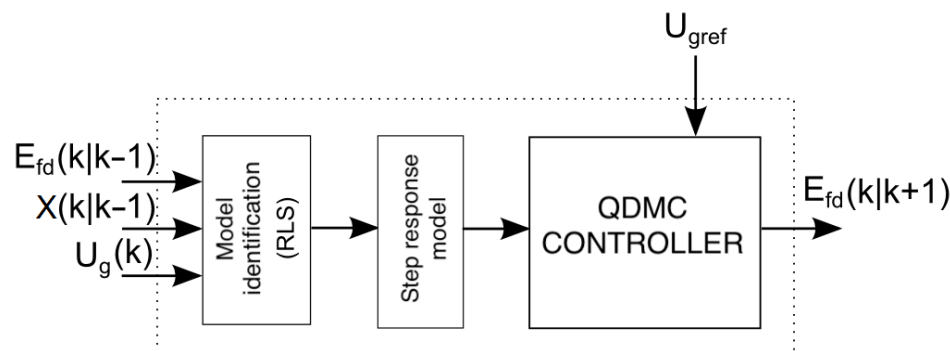 U_gref
E_fd(k|k-1)
X(k|k-1)
U_g(k)
Model
identification
(RLS)
Step response
model
QDMC
CONTROLLER
E_fd(k|k+1)